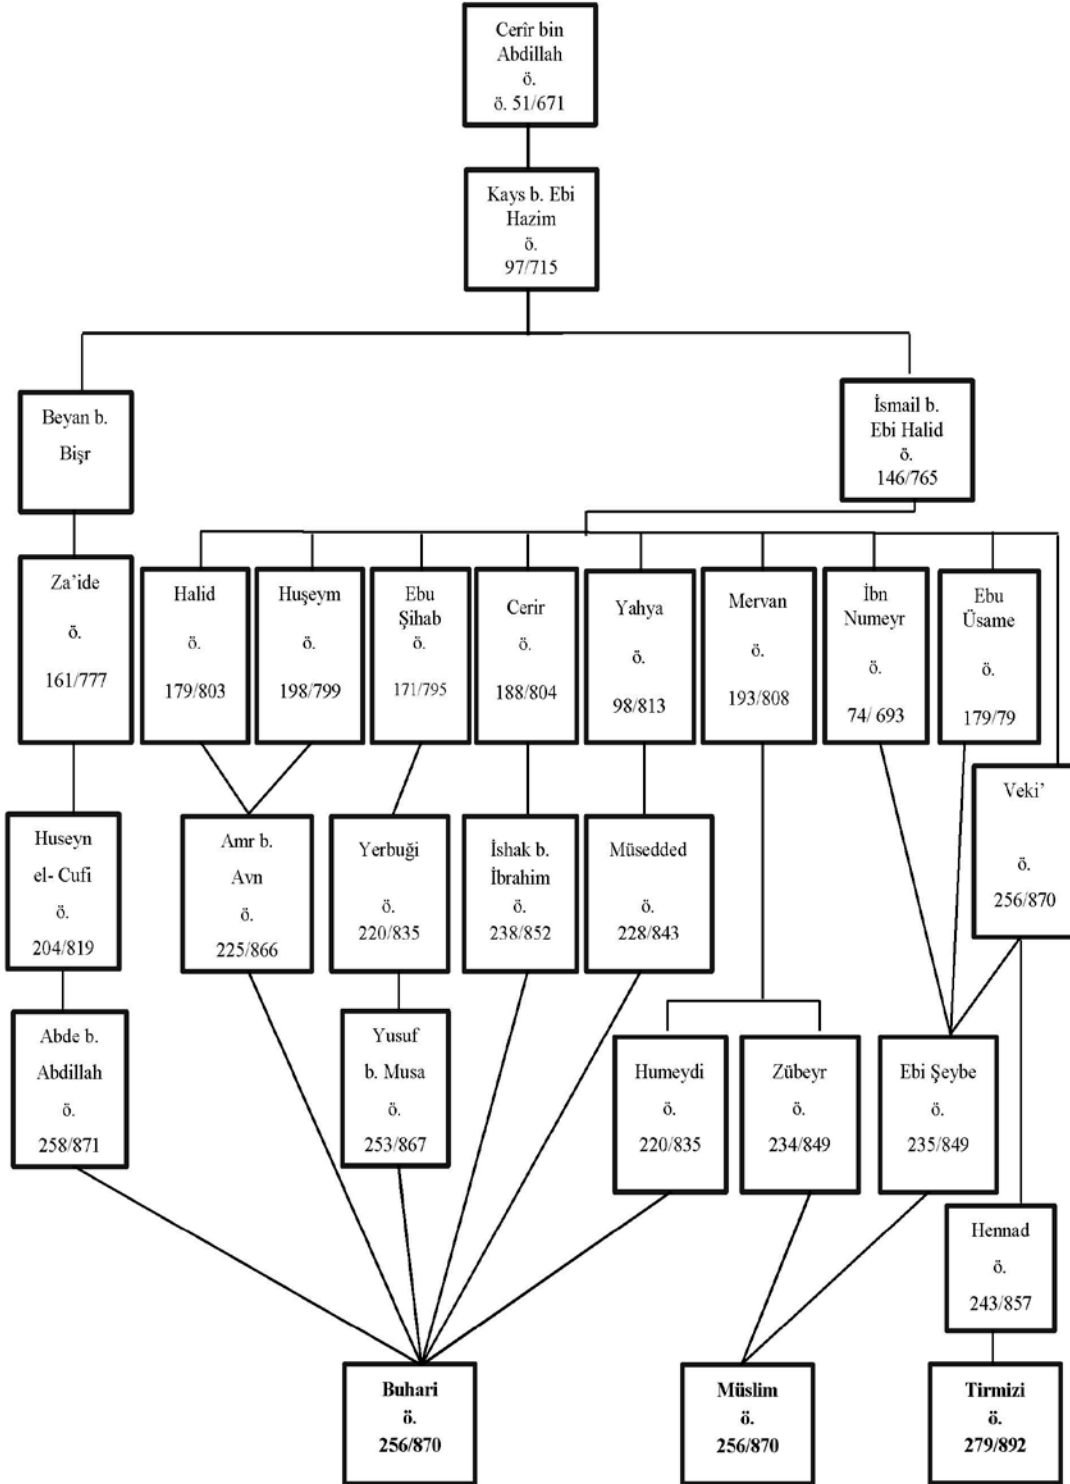 Cerîr bin
Abdillah
ö.
ö. 51/671
Kays b. Ebi
Hazim
ö.
97/715
Beyan b.
Bişr
İsmail b.
Ebi Halid
ö.
146/765
Za’ide
ö.
161/777
Halid
ö.
179/803
Huşeym
ö.
198/799
Ebu
Şihab
ö.
171/795
Cerir
ö.
188/804
Yahya
ö.
98/813
Mervan
ö.
193/808
İbn
Numeyr
ö.
74/ 693
Ebu
Üsame
ö.
179/79
Veki’
ö.
256/870
Huseyn
el- Cufi
ö.
204/819
Amr b.
Avn
ö.
225/866
Yerbuği
ö.
220/835
İshak b.
İbrahim
ö.
238/852
Müsedded
ö.
228/843
Abde b.
Abdillah
ö.
258/871
Yusuf
b. Musa
ö.
253/867
Humeydi
ö.
220/835
Zübeyr
ö.
234/849
Ebi Şeybe
ö.
235/849
Hennad
ö.
243/857
Buhari
ö.
256/870
Müslim
ö.
256/870
Tirmizi
ö.
279/892